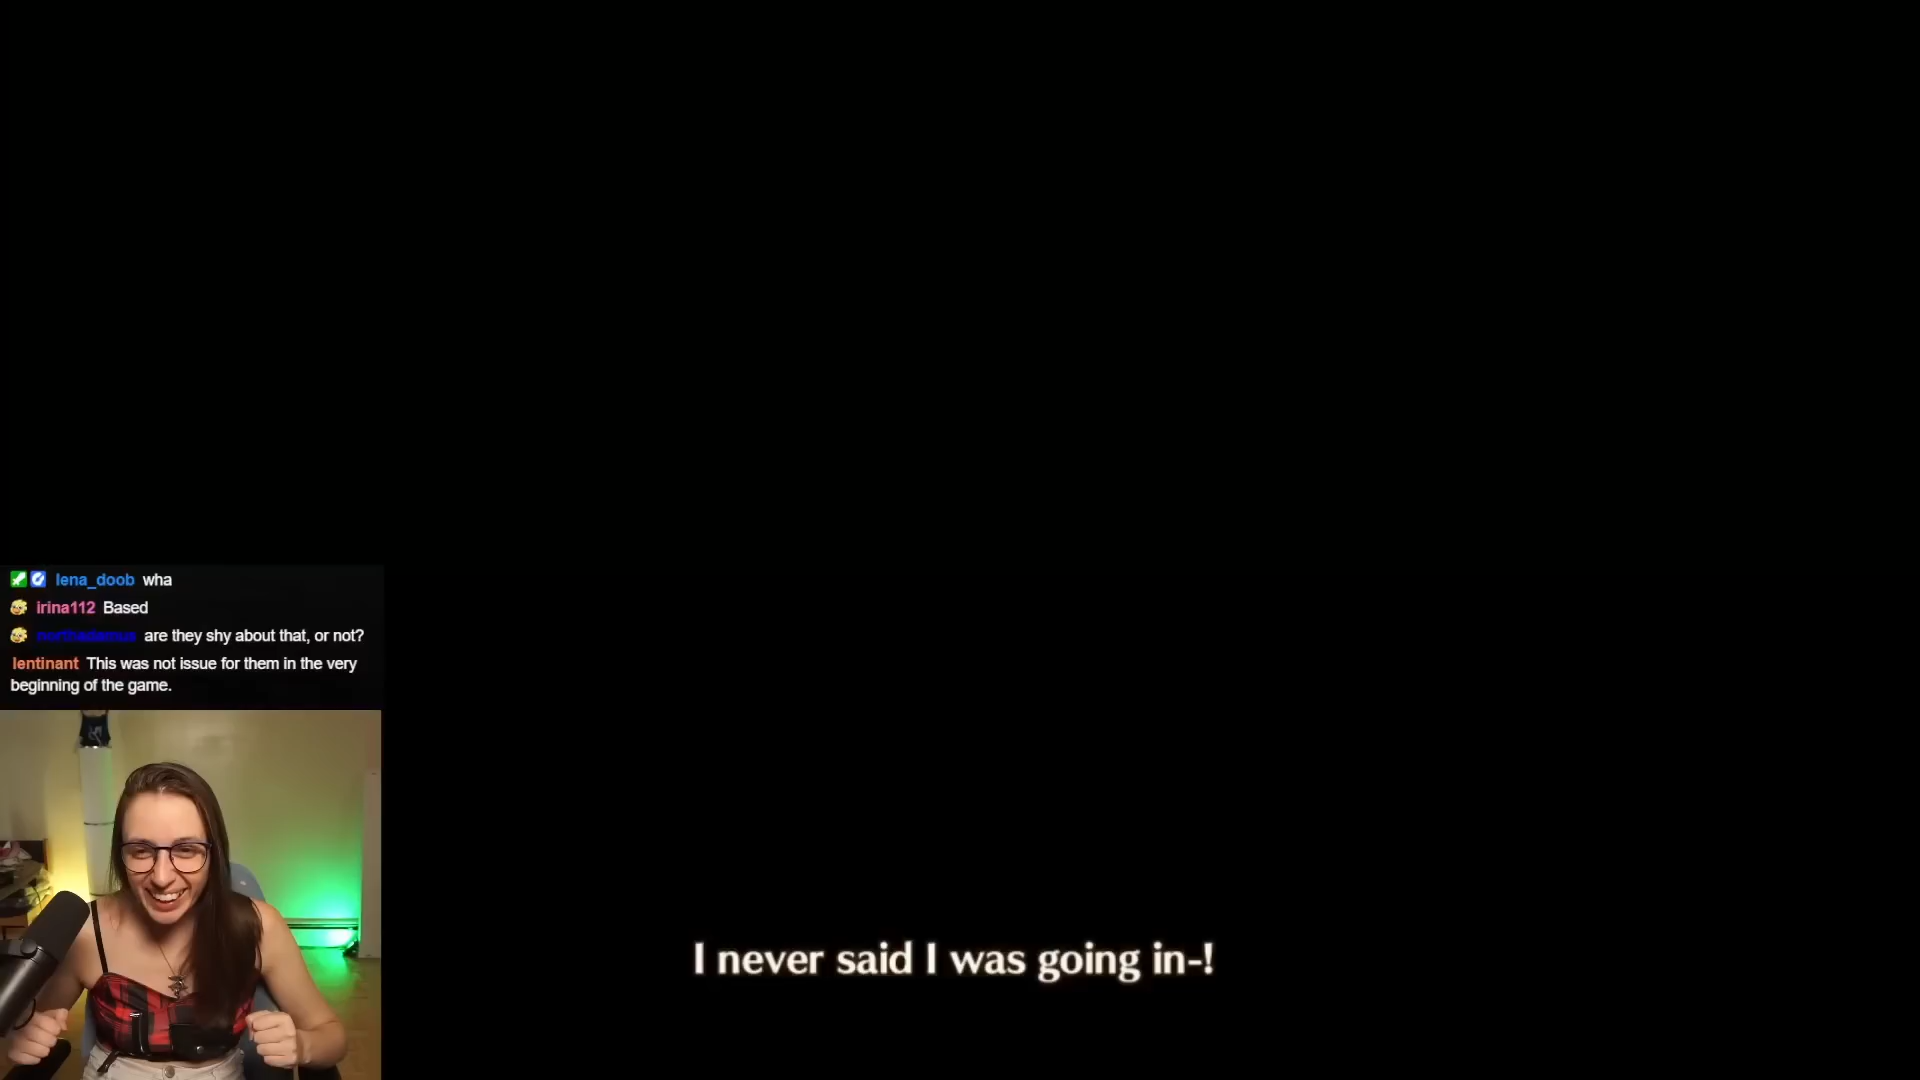 lena_doob wha
irina112 Based
northadamus are they shy about that, or not?
lentinant This was not issue for them in the very
beginning of the game.
I never said I was going in-!